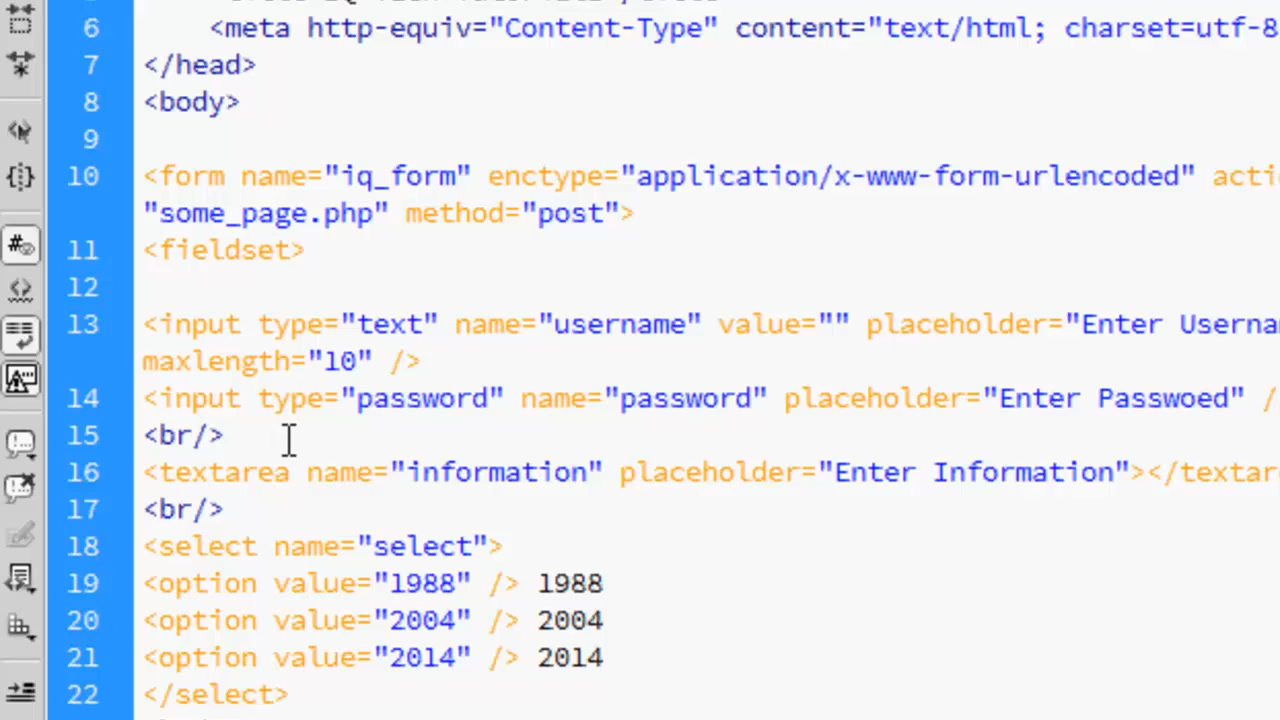 6 <meta http-equiv="Content-Type" content="text/html; charset=utf-8
7 </head>
8 <body>
9
10 <form name="iq_form" enctype="application/x-www-form-urlencoded" acti
"some_page.php" method="post">
11 <fieldset>
12
13 <input type="text" name="username" value="" placeholder="Enter Userna
maxlength="10" />
14 <input type="password" name="password" placeholder="Enter Passwoed" /
15 <br/>
16 <textarea name="information" placeholder="Enter Information"></textare
17 <br/>
18 <select name="select">
19 <option value="1988" /> 1988
20 <option value="2004" /> 2004
21 <option value="2014" /> 2014
22 </select>